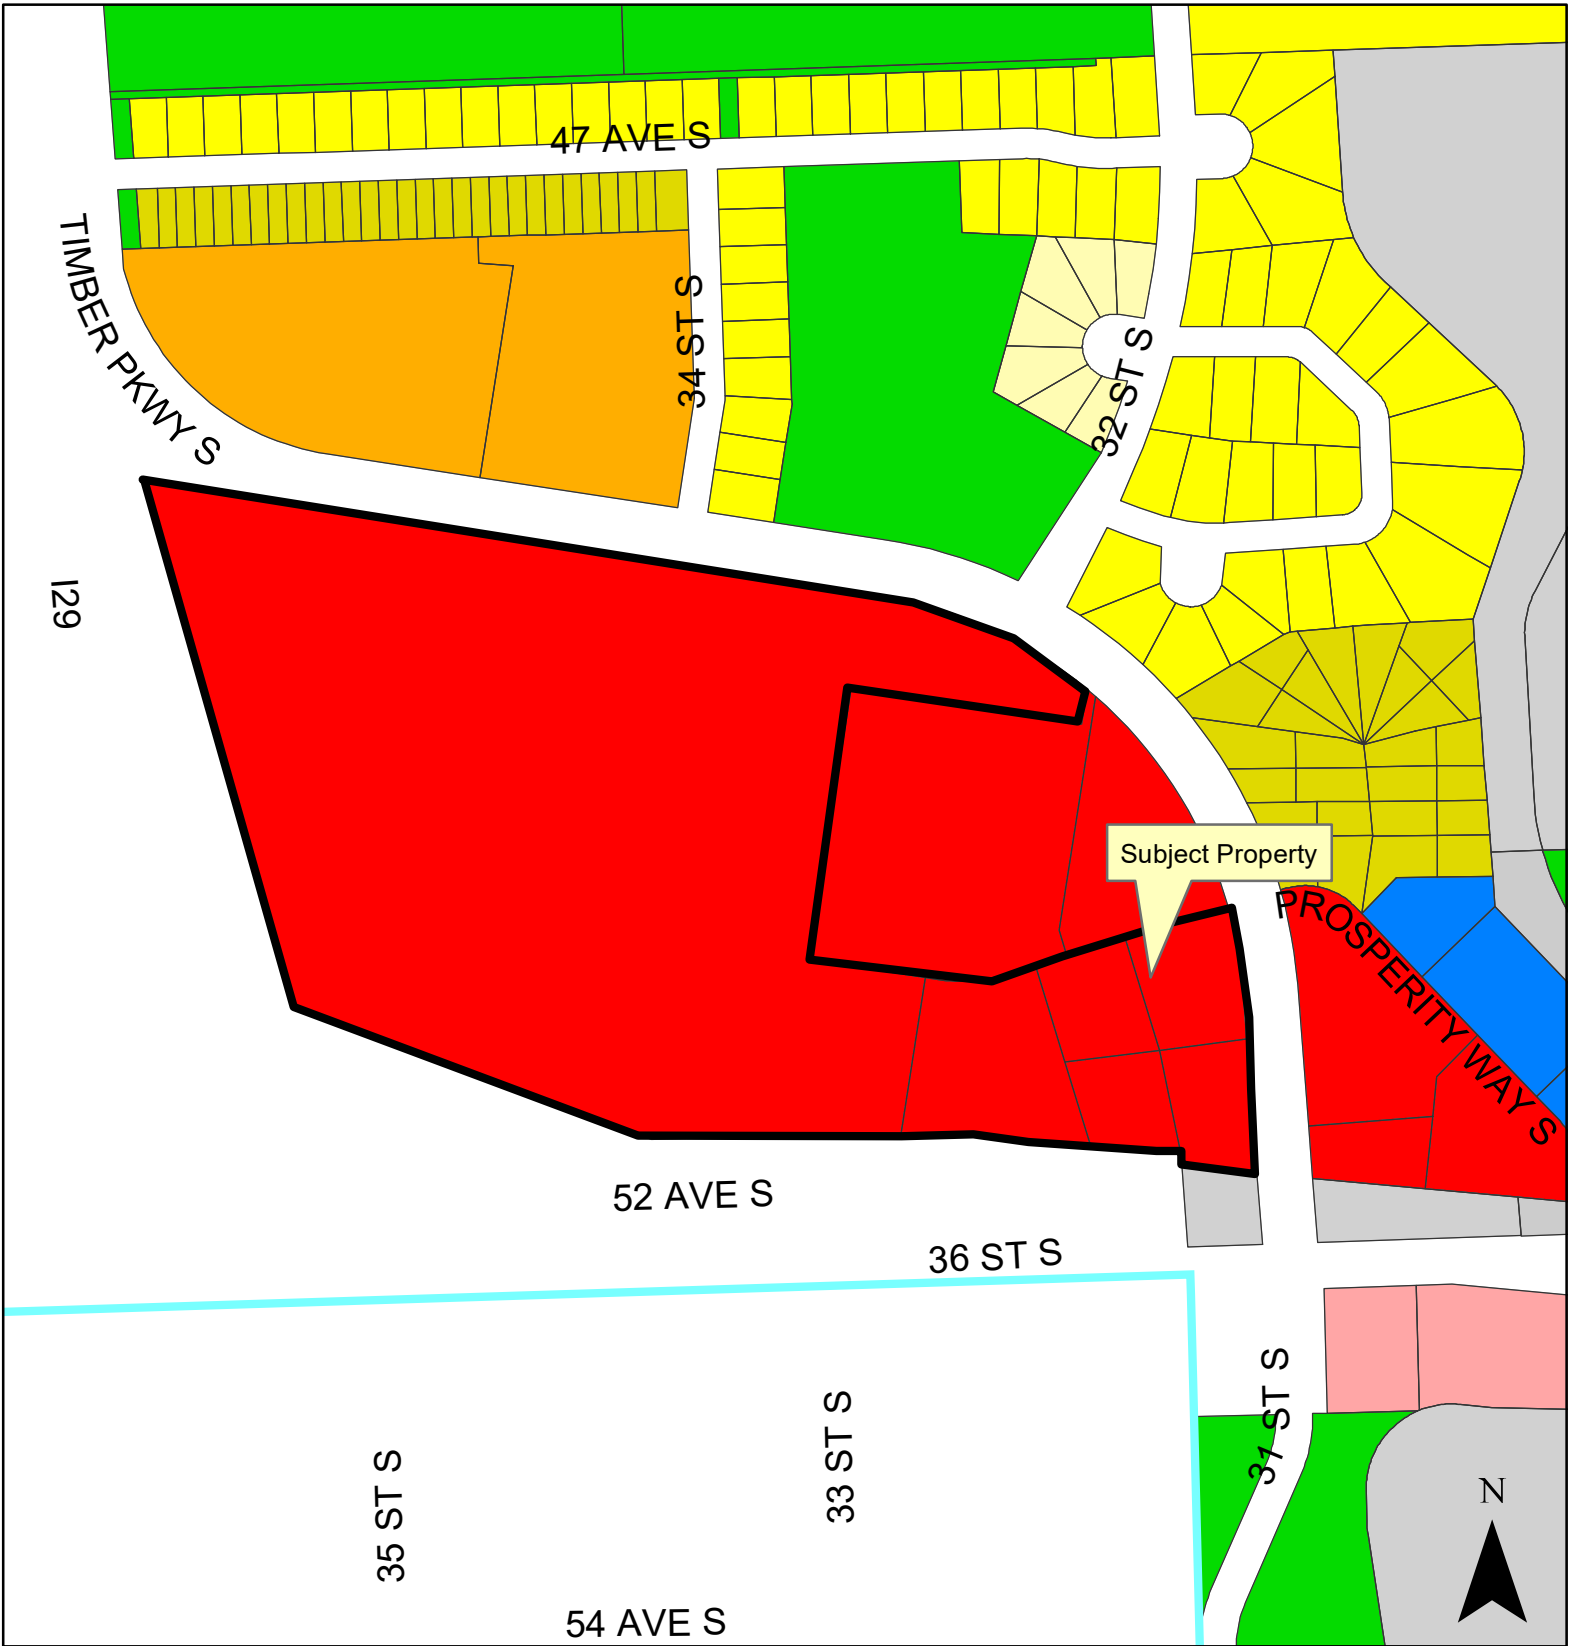 47 AVE S
TIMBER PKWY S
34 ST S
32 ST S
I29
Subject Property
PROSPERITY WAY S
52 AVE S
36 ST S
31 ST S
33 ST S
35 ST S
N
54 AVE S